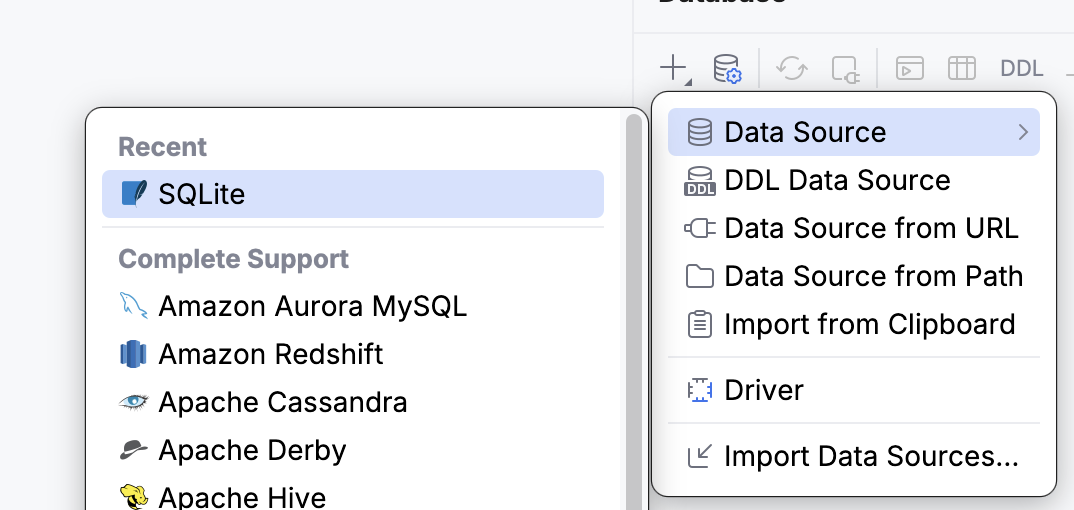 Database
DDL
Recent
SQLite
Complete Support
Amazon Aurora MySQL
Amazon Redshift
Apache Cassandra
Apache Derby
Apache Hive
Data Source
DDL
DDL Data Source
Data Source from URL
Data Source from Path
Import from Clipboard
Driver
Import Data Sources...